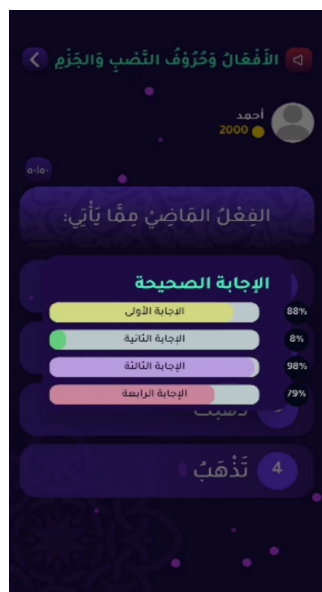 الأَفْعَالُ وَحُرُوْفُ النَّصْبِ وَالجَزْمِ
أحمد
2000
الفِعْلُ المَاضِيْ مِمَّا يَأْتِي:
الإجابة الصحيحة
الإجابة الأولى 88%
الإجابة الثانية 8%
الإجابة الثالثة 98%
الإجابة الرابعة 79%
4 تَذْهَبُ